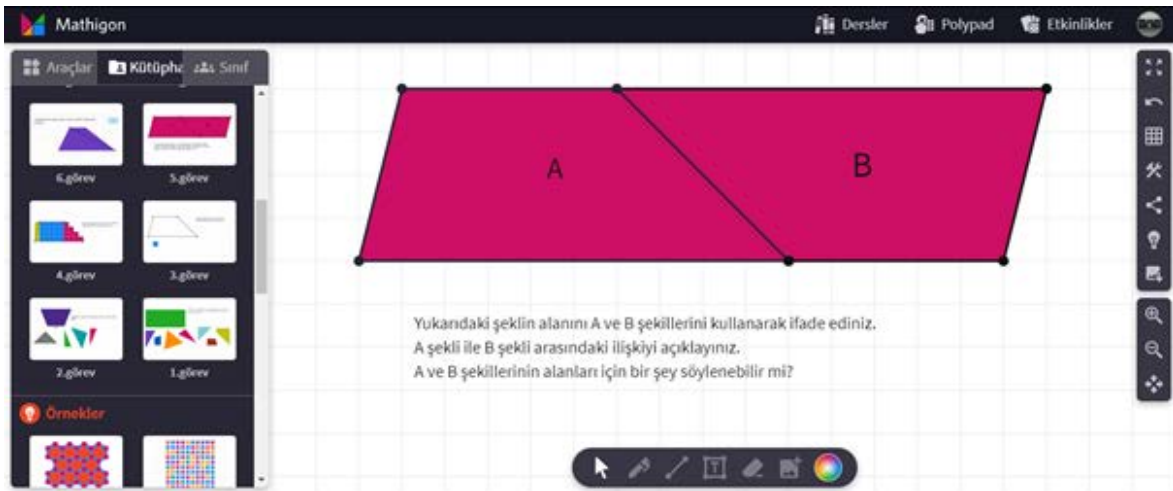 Mathigon
Dersler
Polypad
Etkinlikler
Araçlar
Kütüpha
Sınıf
6.görev
5.görev
4.görev
3.görev
2.görev
1.görev
Örnekler
A
B
Yukarıdaki şeklin alanını A ve B şekillerini kullanarak ifade ediniz.
A şekli ile B şekli arasındaki ilişkiyi açıklayınız.
A ve B şekillerinin alanları için bir şey söylenebilir mi?
T